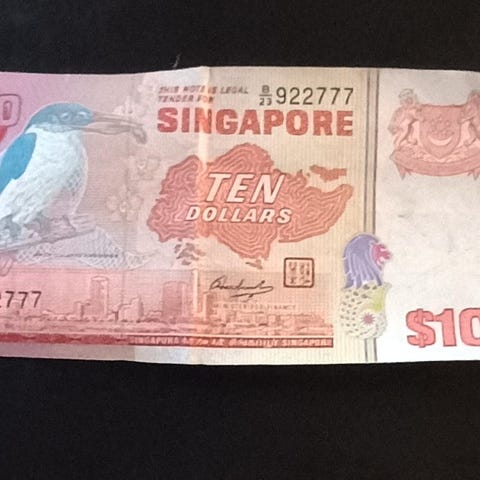 THIS NOTE IS LEGAL
TENDER FOR
B/23 922777
SINGAPORE
TEN
DOLLARS
777
$10